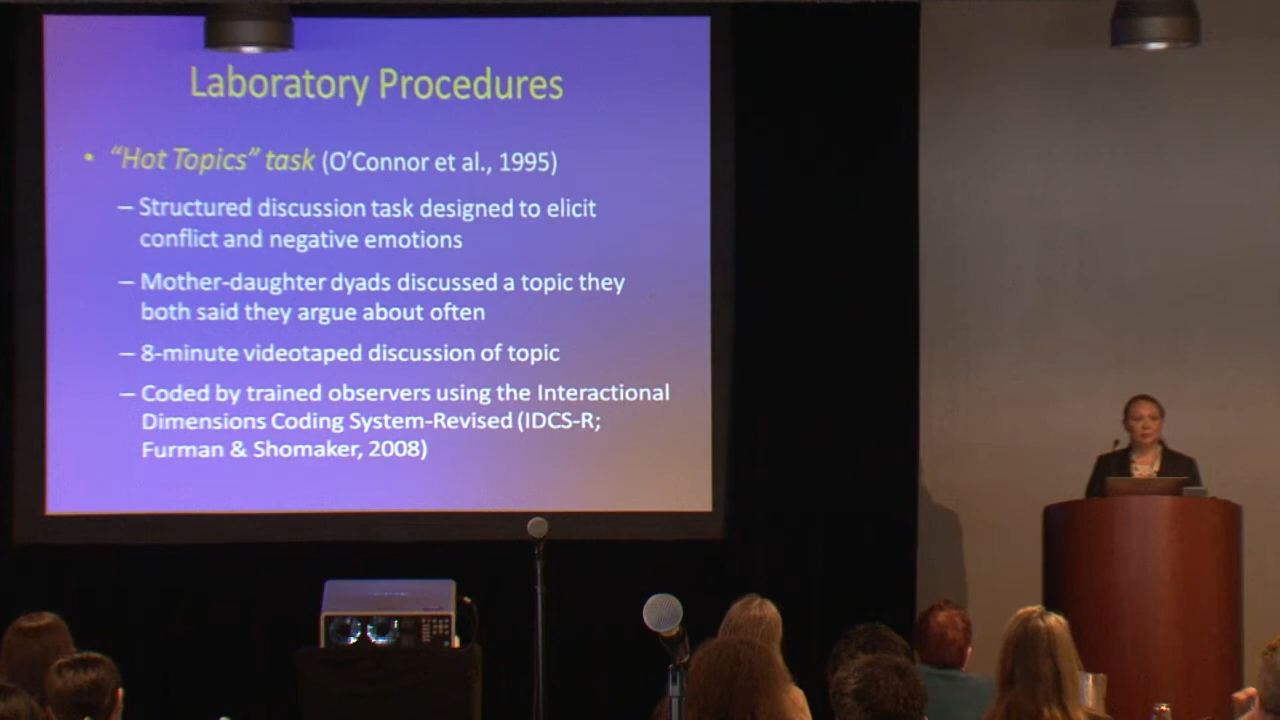 Laboratory Procedures
• “Hot Topics” task (O’Connor et al., 1995)
– Structured discussion task designed to elicit
conflict and negative emotions
– Mother-daughter dyads discussed a topic they
both said they argue about often
– 8-minute videotaped discussion of topic
– Coded by trained observers using the Interactional
Dimensions Coding System-Revised (IDCS-R;
Furman & Shomaker, 2008)